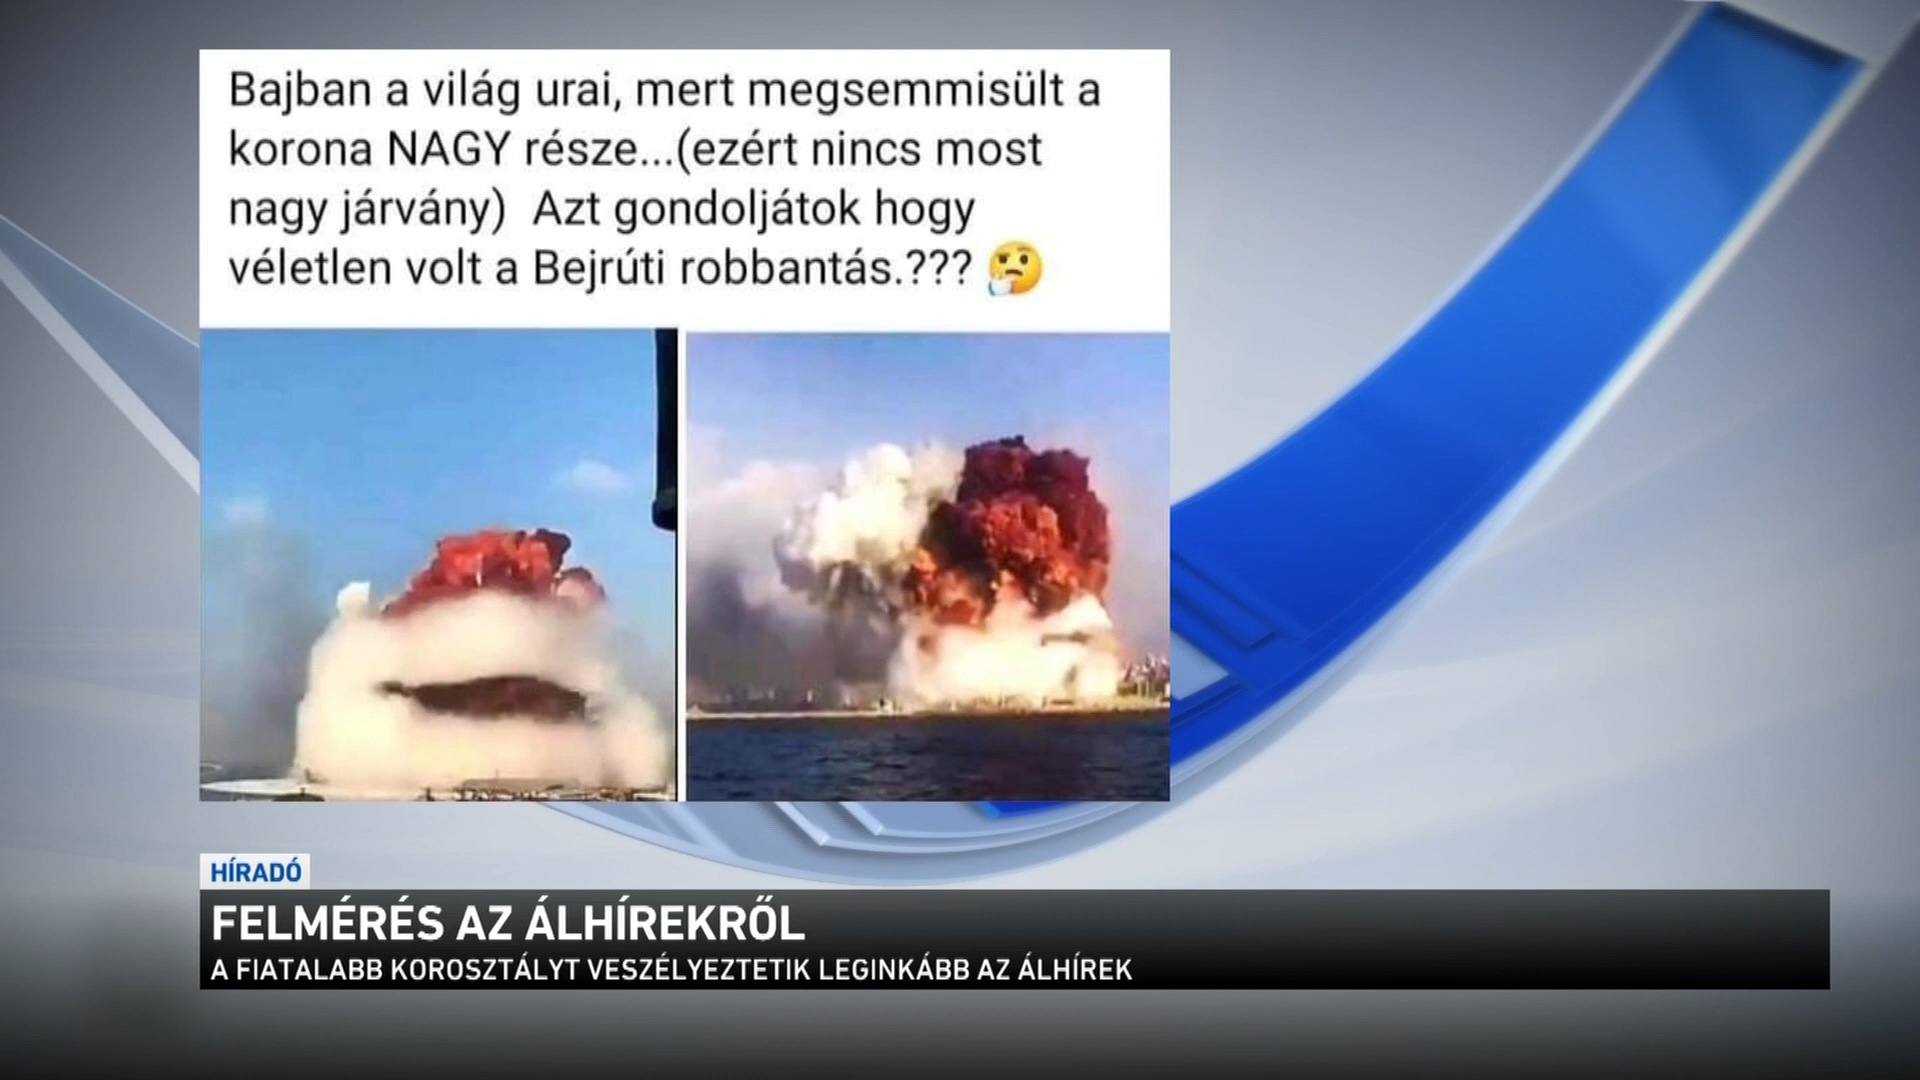 Bajban a világ urai, mert megsemmisült a
korona NAGY része...(ezért nincs most
nagy járvány) Azt gondoljátok hogy
véletlen volt a Bejrúti robbantás.??? 🤔
HÍRADÓ
FELMÉRÉS AZ ÁLHÍREKRŐL
A FIATALABB KOROSZTÁLYT VESZÉLYEZTETIK LEGINKÁBB AZ ÁLHÍREK